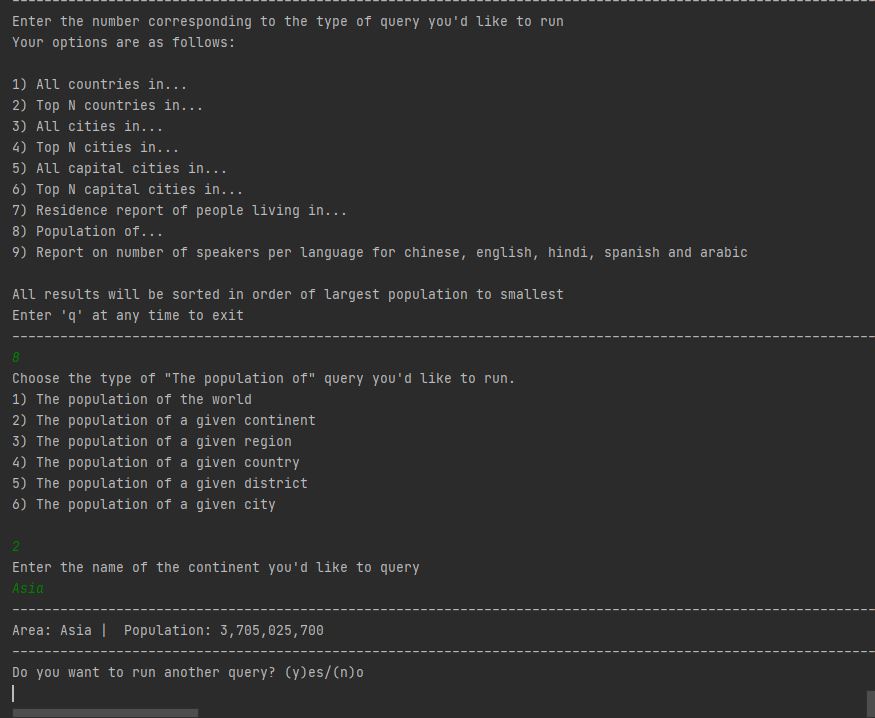 Enter the number corresponding to the type of query you'd like to run
Your options are as follows:
1) All countries in...
2) Top N countries in...
3) All cities in...
4) Top N cities in...
5) All capital cities in...
6) Top N capital cities in...
7) Residence report of people living in...
8) Population of...
9) Report on number of speakers per language for chinese, english, hindi, spanish and arabic
All results will be sorted in order of largest population to smallest
Enter 'q' at any time to exit
8
Choose the type of "The population of" query you'd like to run.
1) The population of the world
2) The population of a given continent
3) The population of a given region
4) The population of a given country
5) The population of a given district
6) The population of a given city
2
Enter the name of the continent you'd like to query
Asia
Area: Asia |  Population: 3,705,025,700
Do you want to run another query? (y)es/(n)o